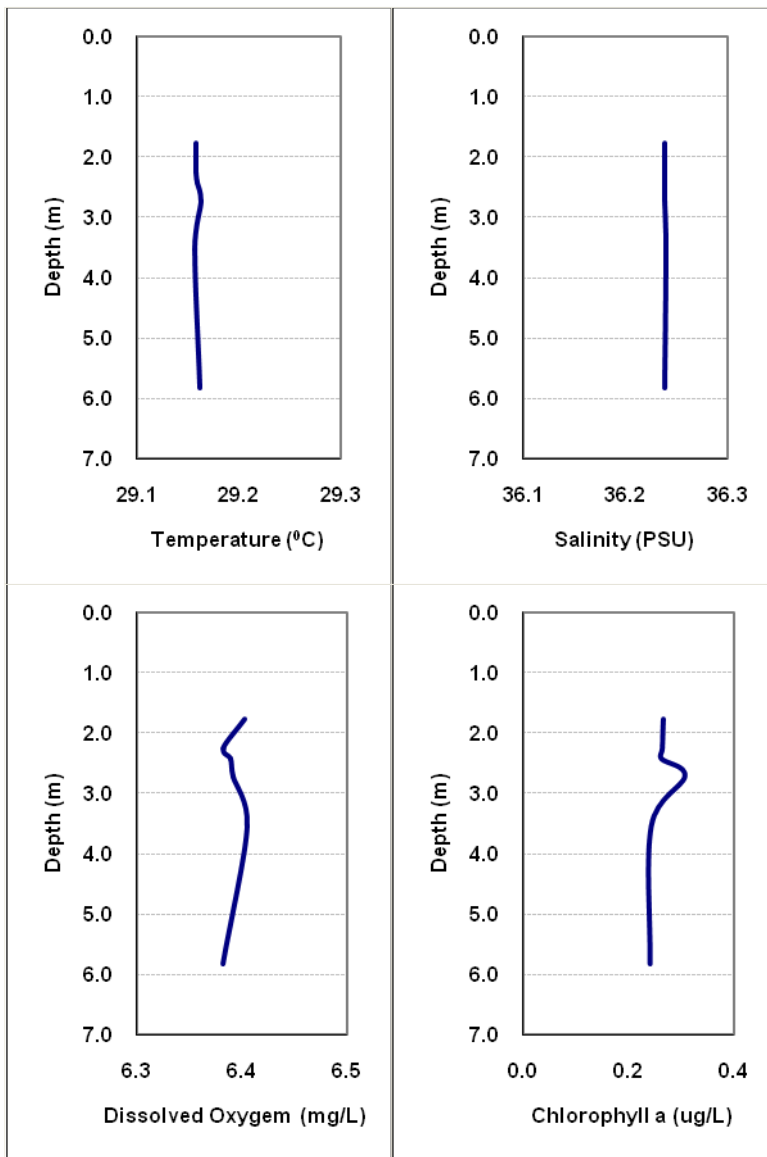 0.0
1.0
2.0
3.0
4.0
5.0
6.0
7.0
Depth (m)
29.1 29.2 29.3
Temperature (⁰C)
0.0
1.0
2.0
3.0
4.0
5.0
6.0
7.0
Depth (m)
36.1 36.2 36.3
Salinity (PSU)
0.0
1.0
2.0
3.0
4.0
5.0
6.0
7.0
Depth (m)
6.3 6.4 6.5
Dissolved Oxygem (mg/L)
0.0
1.0
2.0
3.0
4.0
5.0
6.0
7.0
Depth (m)
0.0 0.2 0.4
Chlorophyll a (ug/L)